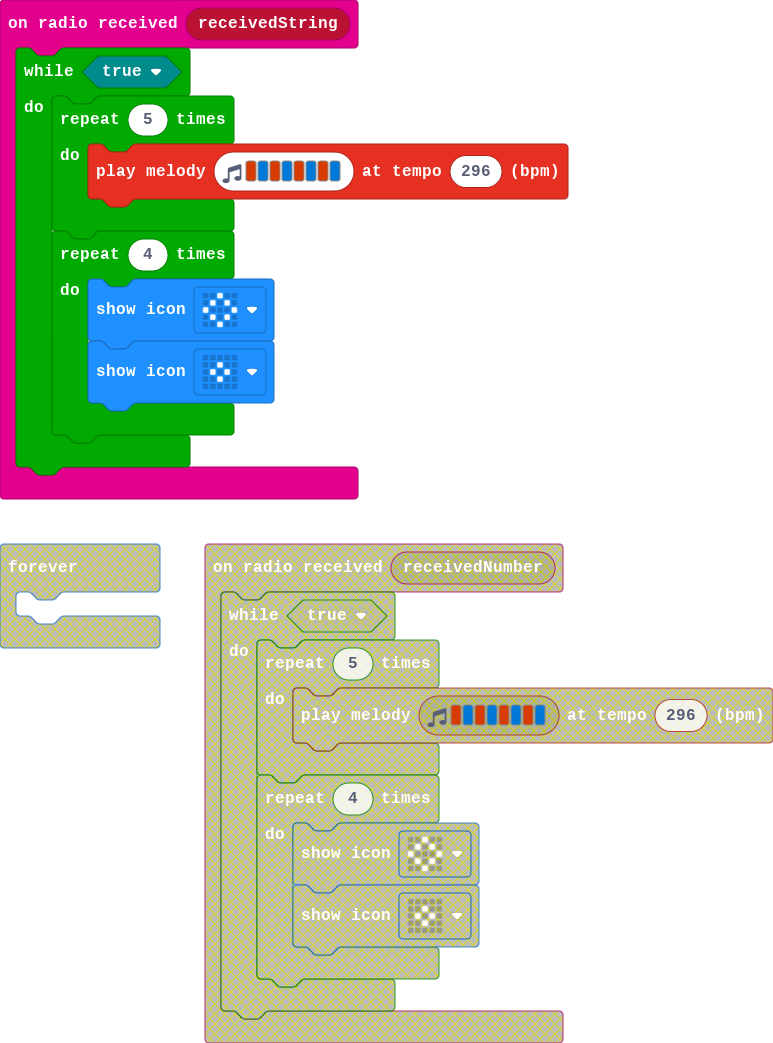 on radio received receivedString
while true
do
repeat 5 times
do
play melody at tempo 296 (bpm)
repeat 4 times
do
show icon
show icon
forever
on radio received receivedNumber
while true
do
repeat 5 times
do
play melody at tempo 296 (bpm)
repeat 4 times
do
show icon
show icon